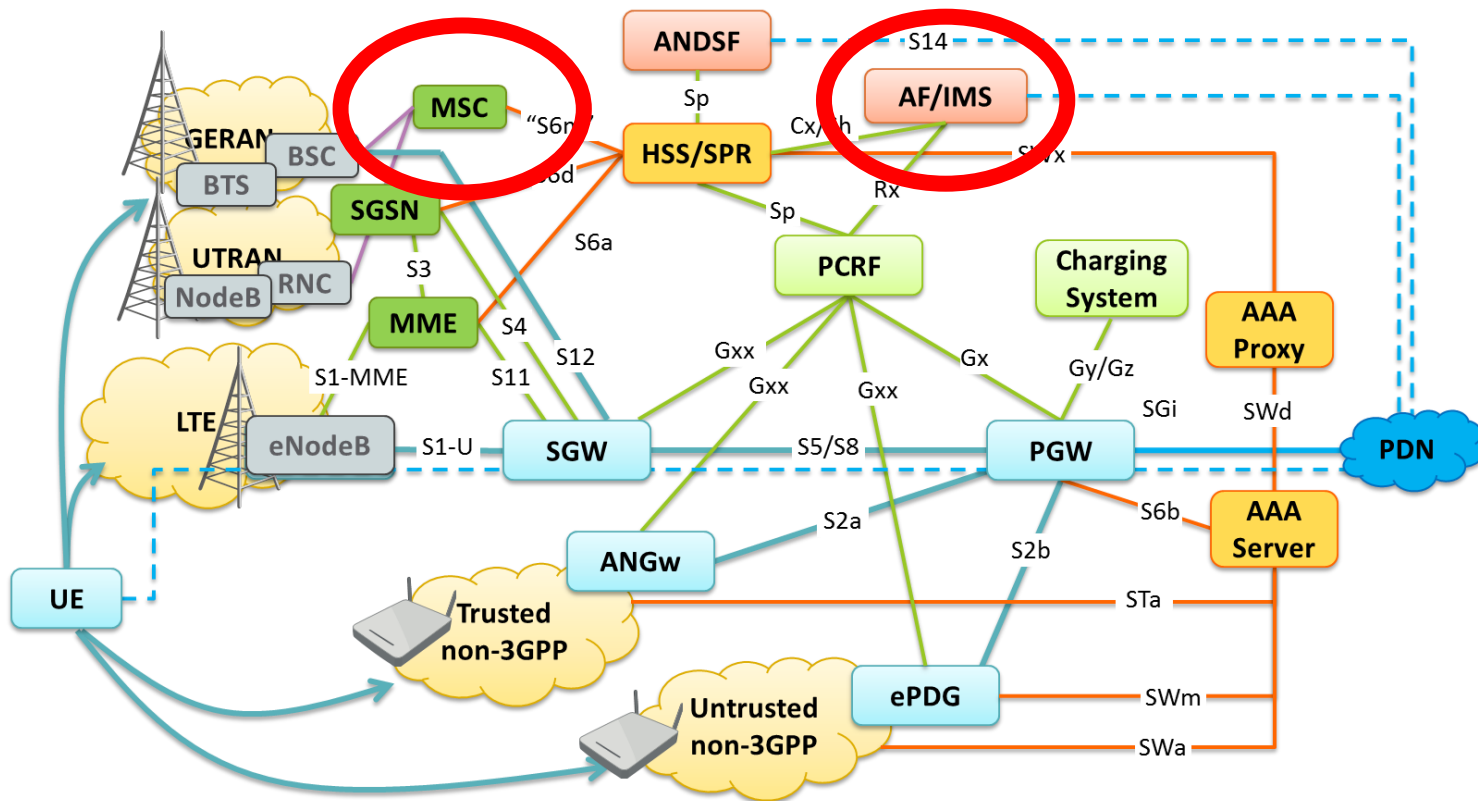 ANDSF
S14
MSC
AF/IMS
Sp
GERAN
BSC
HSS/SPR
SWx
BTS
SGSN
Rx
Sp
S6a
UTRAN
RNC
NodeB
S3
PCRF
Charging
System
MME
S4
AAA
Proxy
S12
Gxx
Gx
S1-MME
S11
Gxx
Gxx
Gy/Gz
LTE
SGi
SWd
eNodeB
S1-U
SGW
S5/S8
PGW
PDN
S2a
S6b
AAA
Server
ANGw
S2b
UE
Trusted
non-3GPP
STa
ePDG
SWm
Untrusted
non-3GPP
SWa